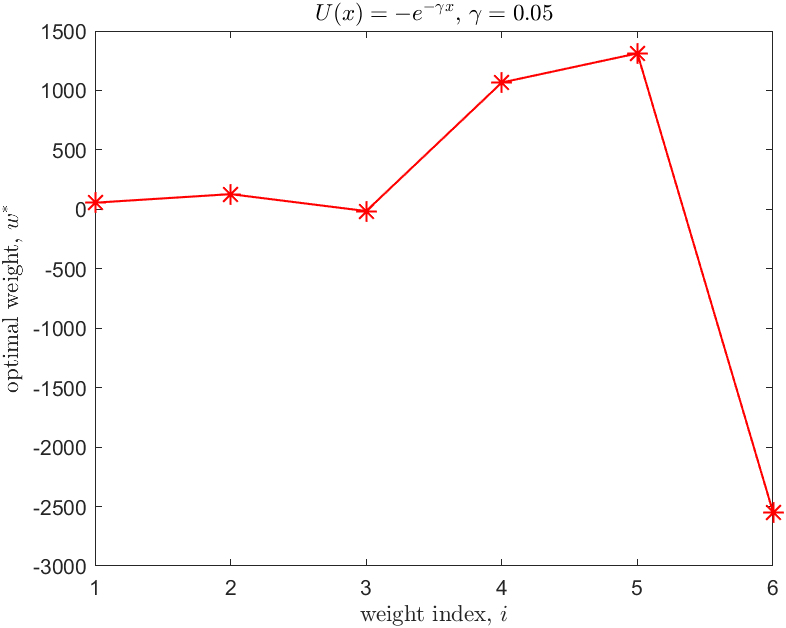 U(x) = −e^{−γx}, γ = 0.05
1500
1000
500
0
-500
-1000
-1500
-2000
-2500
-3000
optimal weight, w*
1 2 3 4 5 6
weight index, i